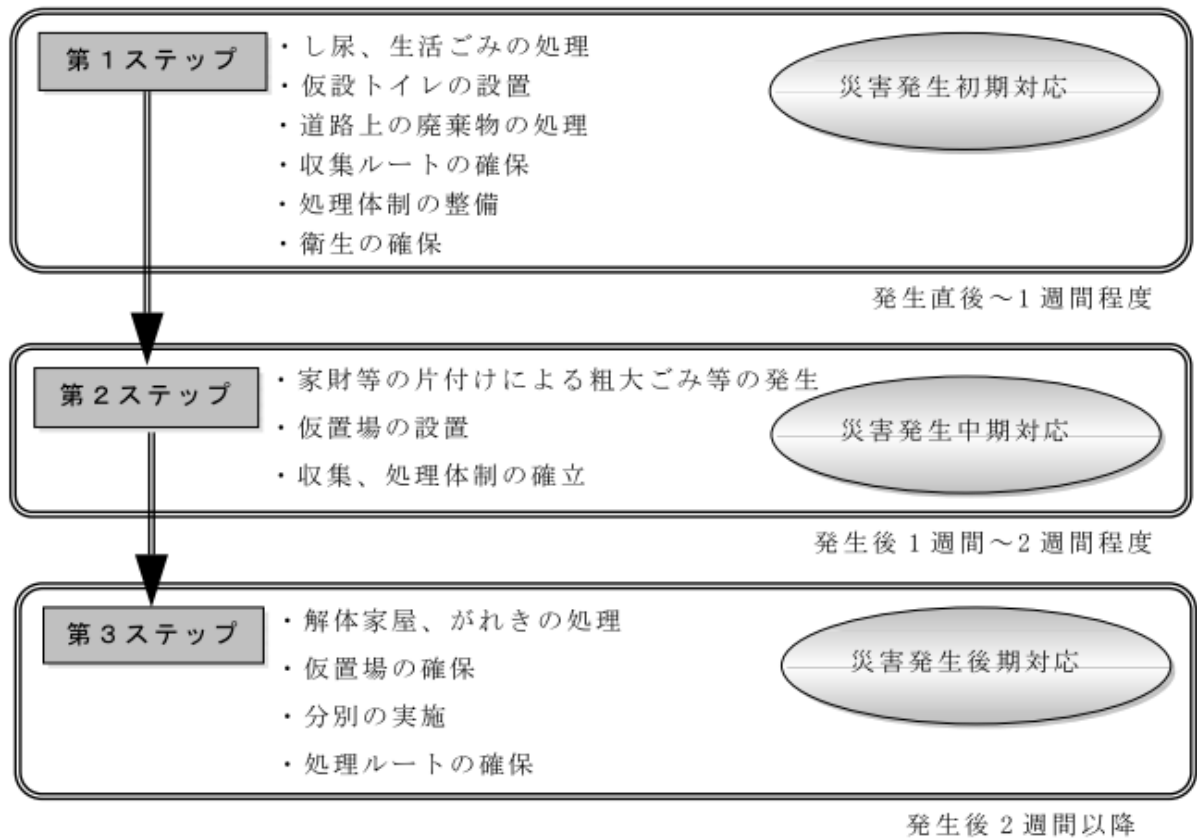 第1ステップ
・し尿、生活ごみの処理
・仮設トイレの設置
・道路上の廃棄物の処理
・収集ルートの確保
・処理体制の整備
・衛生の確保
災害発生初期対応
発生直後～1週間程度
第2ステップ
・家財等の片付けによる粗大ごみ等の発生
・仮置場の設置
・収集、処理体制の確立
災害発生中期対応
発生後1週間～2週間程度
第3ステップ
・解体家屋、がれきの処理
・仮置場の確保
・分別の実施
・処理ルートの確保
災害発生後期対応
発生後2週間以降